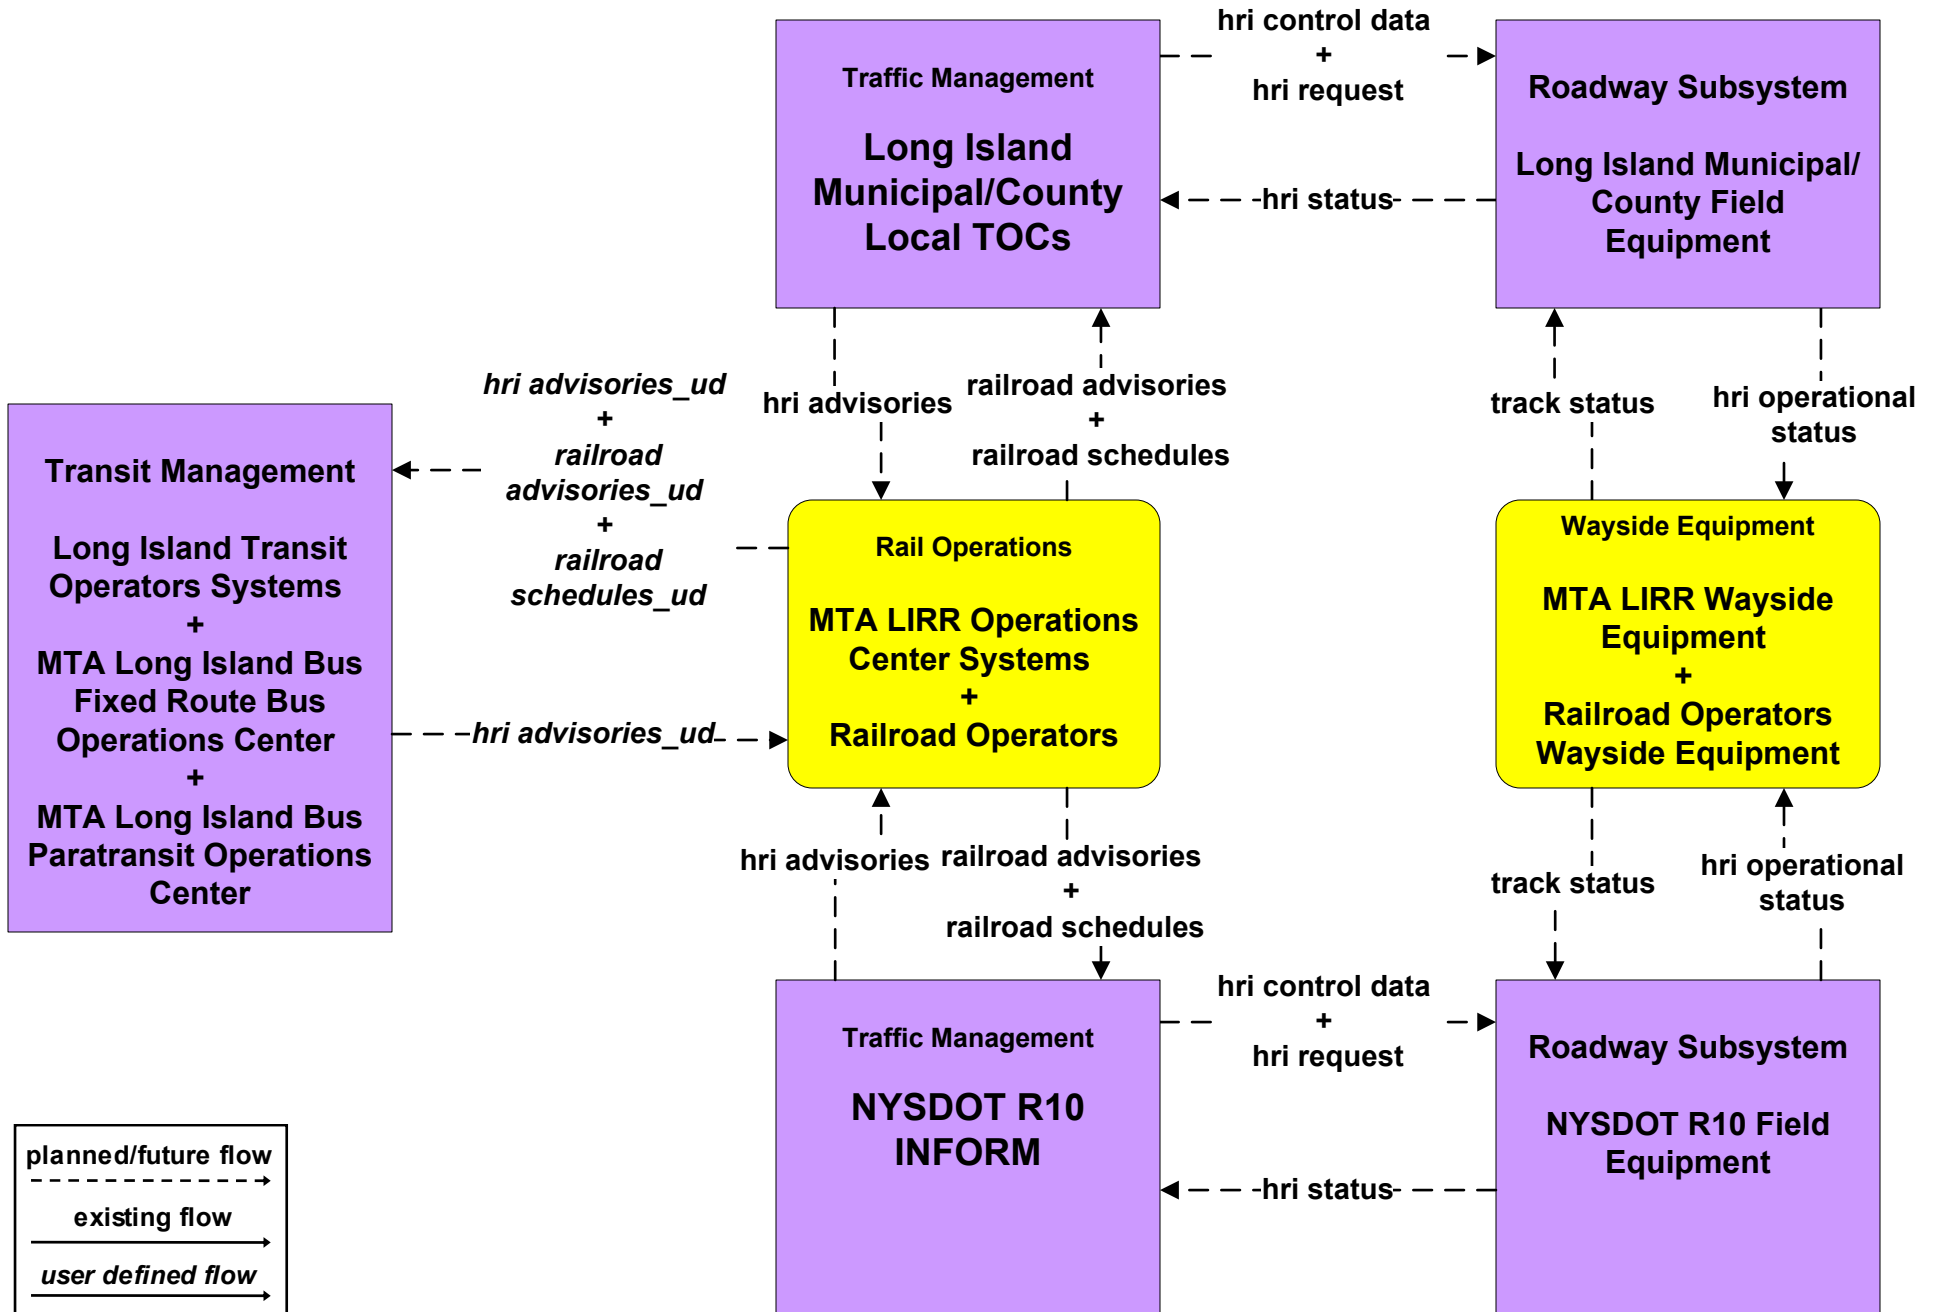 hri control data
+
hri request
Traffic Management
Long Island
Municipal/County
Local TOCs
Roadway Subsystem
Long Island Municipal/
County Field
Equipment
hri status
hri advisories_ud
+
railroad
advisories_ud
+
railroad
schedules_ud
hri advisories
railroad advisories
+
railroad schedules
track status
hri operational
status
Transit Management
Long Island Transit
Operators Systems
+
MTA Long Island Bus
Fixed Route Bus
Operations Center
+
MTA Long Island Bus
Paratransit Operations
Center
hri advisories_ud
Rail Operations
MTA LIRR Operations
Center Systems
+
Railroad Operators
Wayside Equipment
MTA LIRR Wayside
Equipment
+
Railroad Operators
Wayside Equipment
hri advisories
railroad advisories
+
railroad schedules
track status
hri operational
status
Traffic Management
NYSDOT R10
INFORM
hri control data
+
hri request
Roadway Subsystem
NYSDOT R10 Field
Equipment
hri status
planned/future flow
existing flow
user defined flow